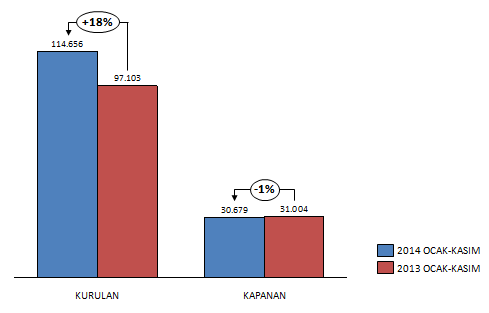 +18%
114.656
97.103
-1%
30.679
31.004
2014 OCAK-KASIM
2013 OCAK-KASIM
KURULAN
KAPANAN